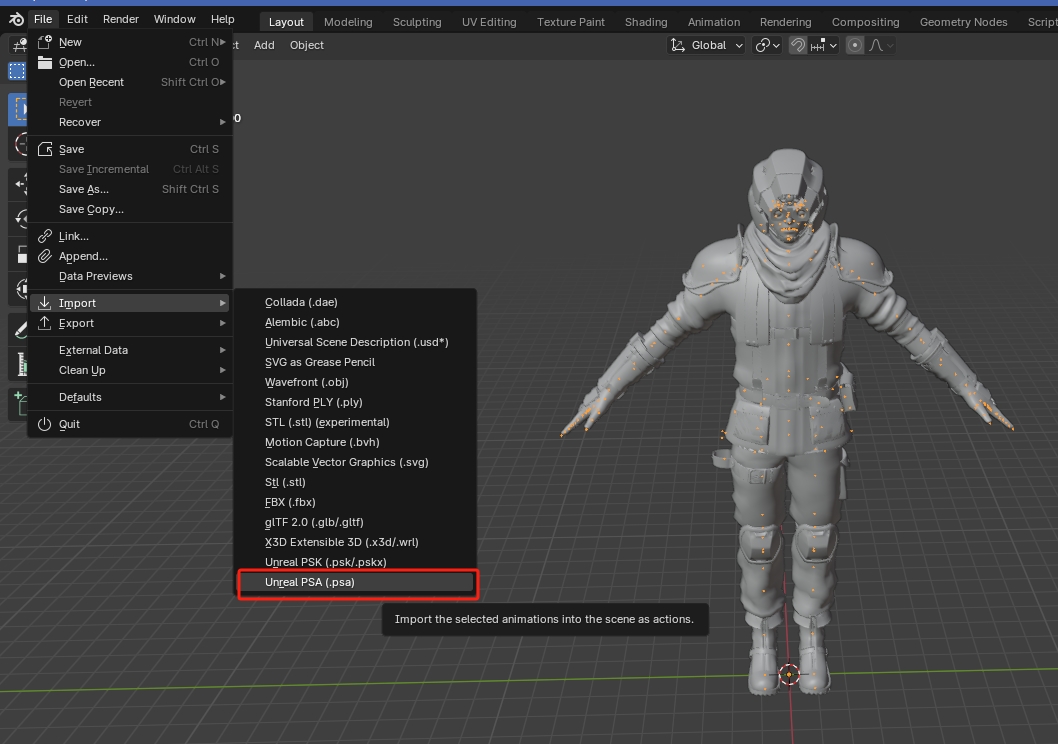 File Edit Render Window Help Layout Modeling Sculpting UV Editing Texture Paint Shading Animation Rendering Compositing Geometry Nodes
Add Object Global
New Ctrl N
Open... Ctrl O
Open Recent Shift Ctrl O
Revert
Recover
Save Ctrl S
Save Incremental Ctrl Alt S
Save As... Shift Ctrl S
Save Copy...
Link...
Append...
Data Previews
Import
Export
External Data
Clean Up
Defaults
Quit Ctrl Q
Collada (.dae)
Alembic (.abc)
Universal Scene Description (.usd*)
SVG as Grease Pencil
Wavefront (.obj)
Stanford PLY (.ply)
STL (.stl) (experimental)
Motion Capture (.bvh)
Scalable Vector Graphics (.svg)
Stl (.stl)
FBX (.fbx)
glTF 2.0 (.glb/.gltf)
X3D Extensible 3D (.x3d/.wrl)
Unreal PSK (.psk/.pskx)
Unreal PSA (.psa)
Import the selected animations into the scene as actions.